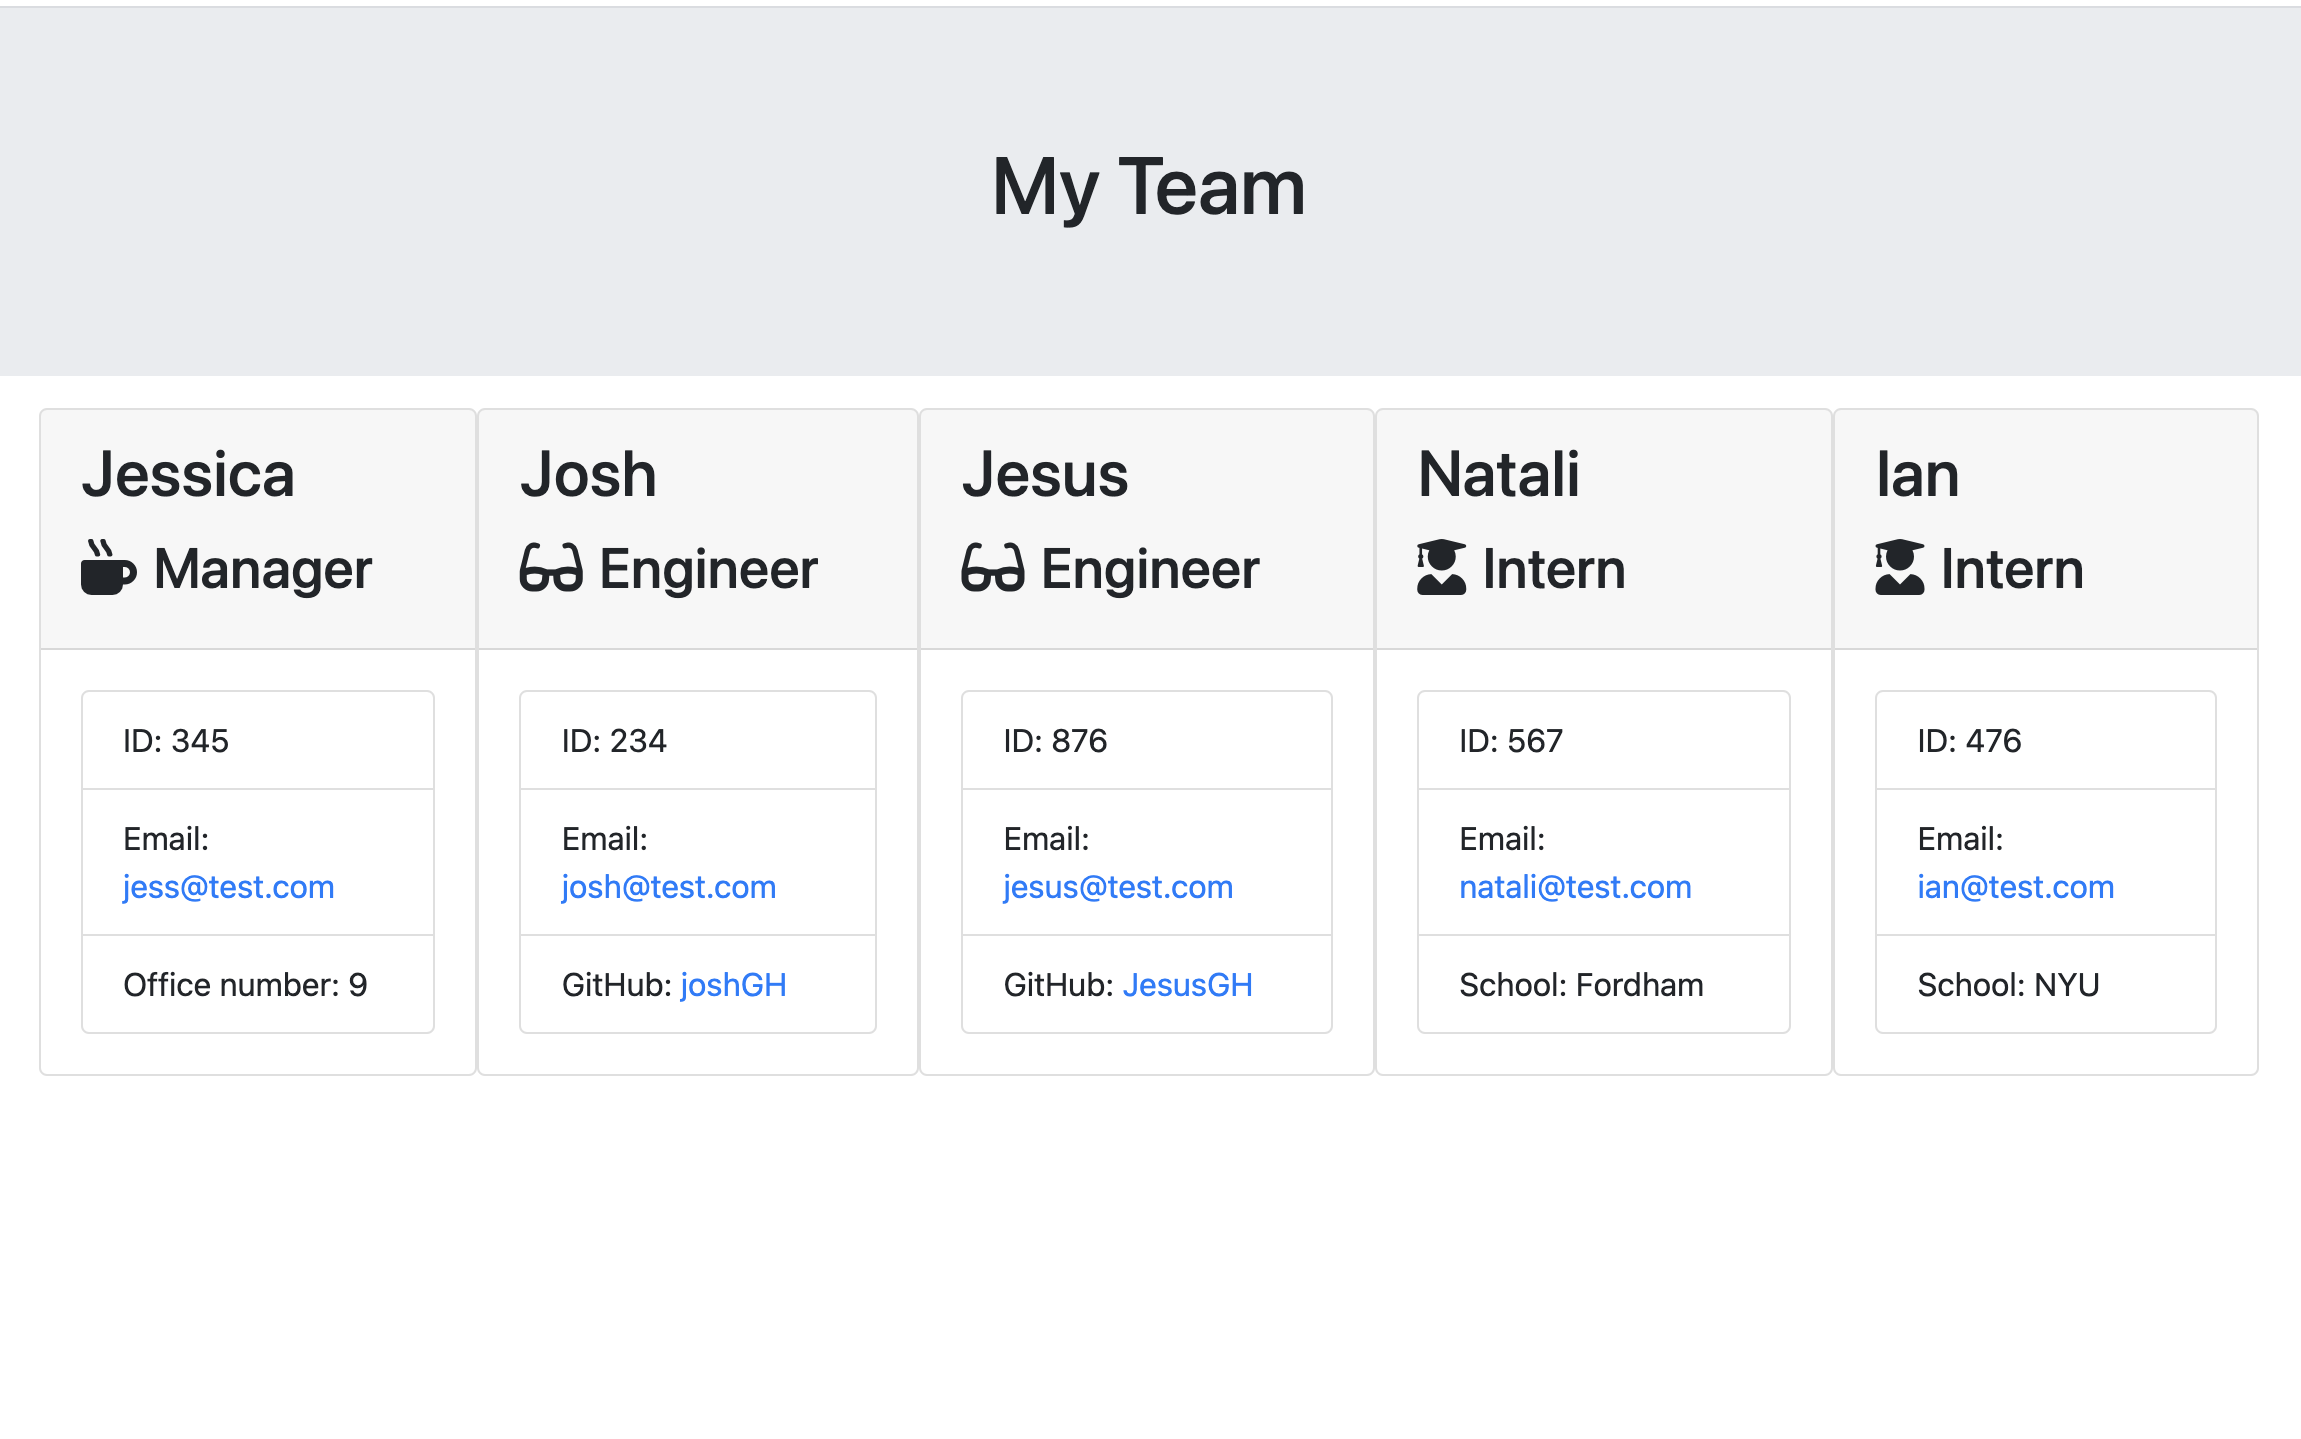 My Team
Jessica
Manager
ID: 345
Email:
jess@test.com
Office number: 9
Josh
Engineer
ID: 234
Email:
josh@test.com
GitHub: joshGH
Jesus
Engineer
ID: 876
Email:
jesus@test.com
GitHub: JesusGH
Natali
Intern
ID: 567
Email:
natali@test.com
School: Fordham
Ian
Intern
ID: 476
Email:
ian@test.com
School: NYU